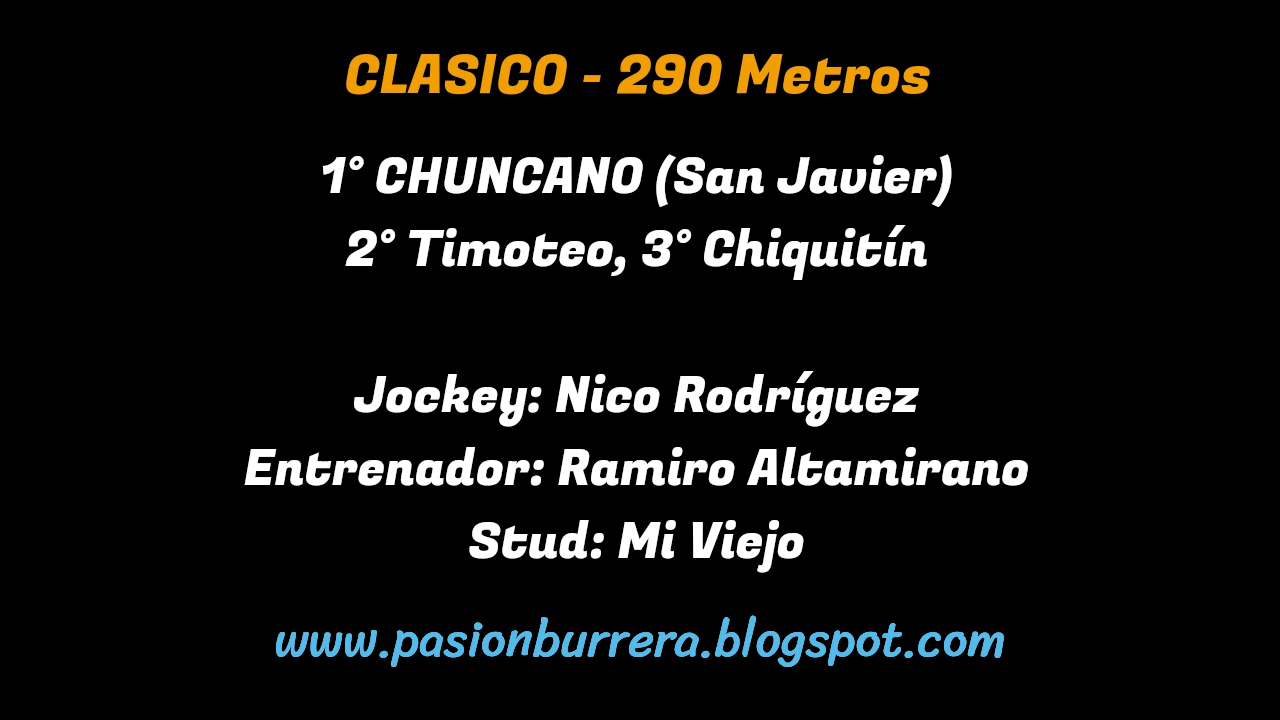 CLASICO - 290 Metros
1° CHUNCANO (San Javier)
2° Timoteo, 3° Chiquitín
Jockey: Nico Rodríguez
Entrenador: Ramiro Altamirano
Stud: Mi Viejo
www.pasionburrera.blogspot.com